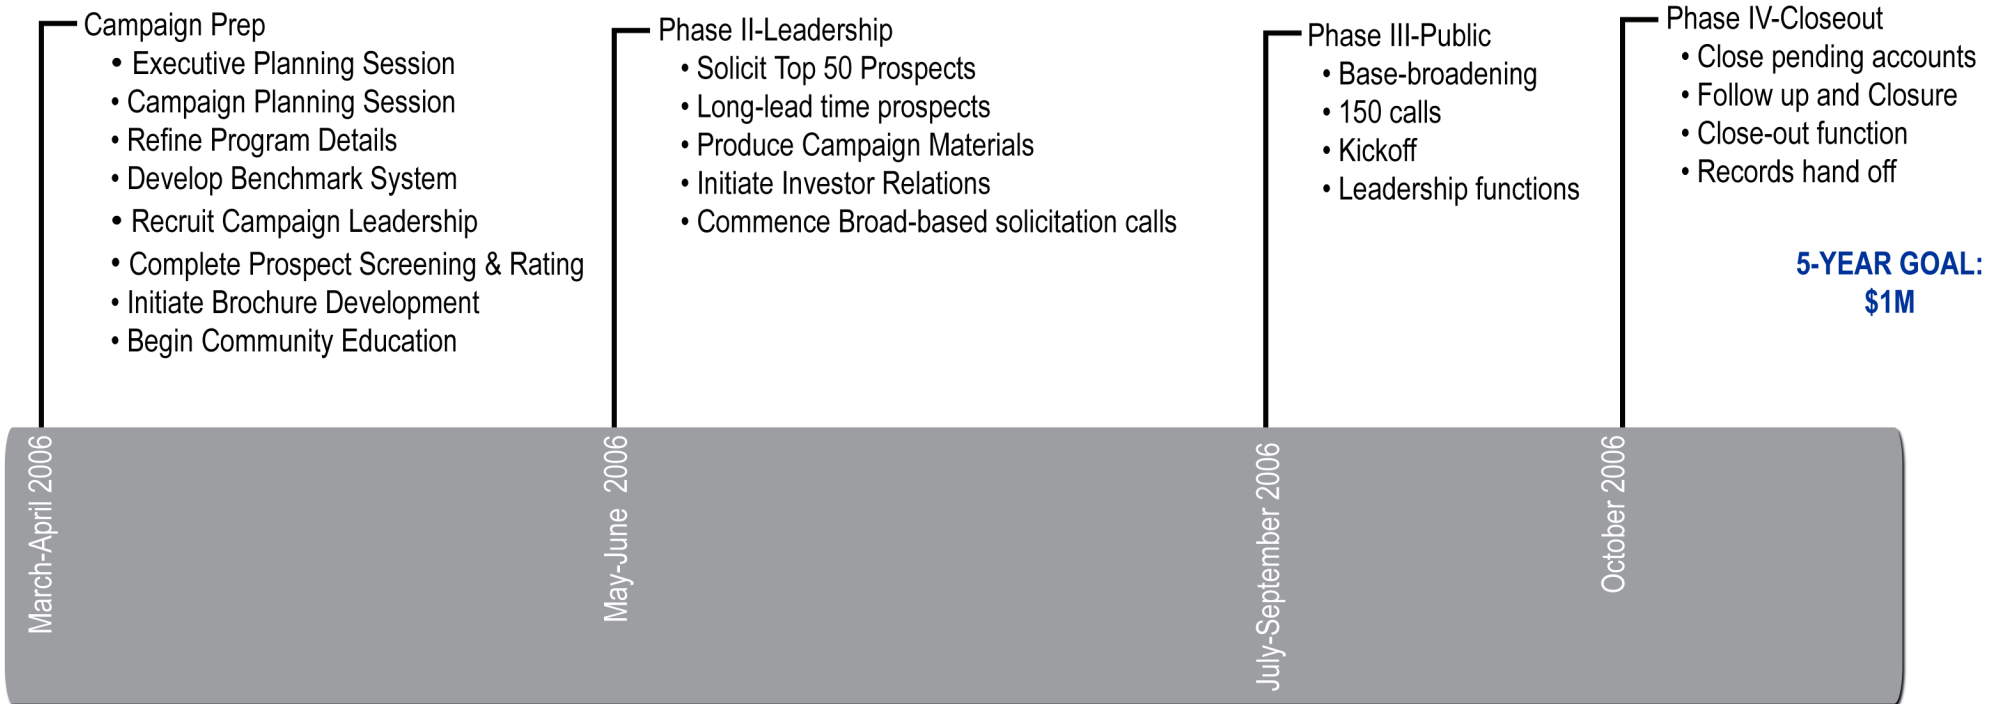 Campaign Prep
• Executive Planning Session
• Campaign Planning Session
• Refine Program Details
• Develop Benchmark System
• Recruit Campaign Leadership
• Complete Prospect Screening & Rating
• Initiate Brochure Development
• Begin Community Education
Phase II-Leadership
• Solicit Top 50 Prospects
• Long-lead time prospects
• Produce Campaign Materials
• Initiate Investor Relations
• Commence Broad-based solicitation calls
Phase III-Public
• Base-broadening
• 150 calls
• Kickoff
• Leadership functions
Phase IV-Closeout
• Close pending accounts
• Follow up and Closure
• Close-out function
• Records hand off
5-YEAR GOAL:
$1M
March-April 2006
May-June 2006
July-September 2006
October 2006